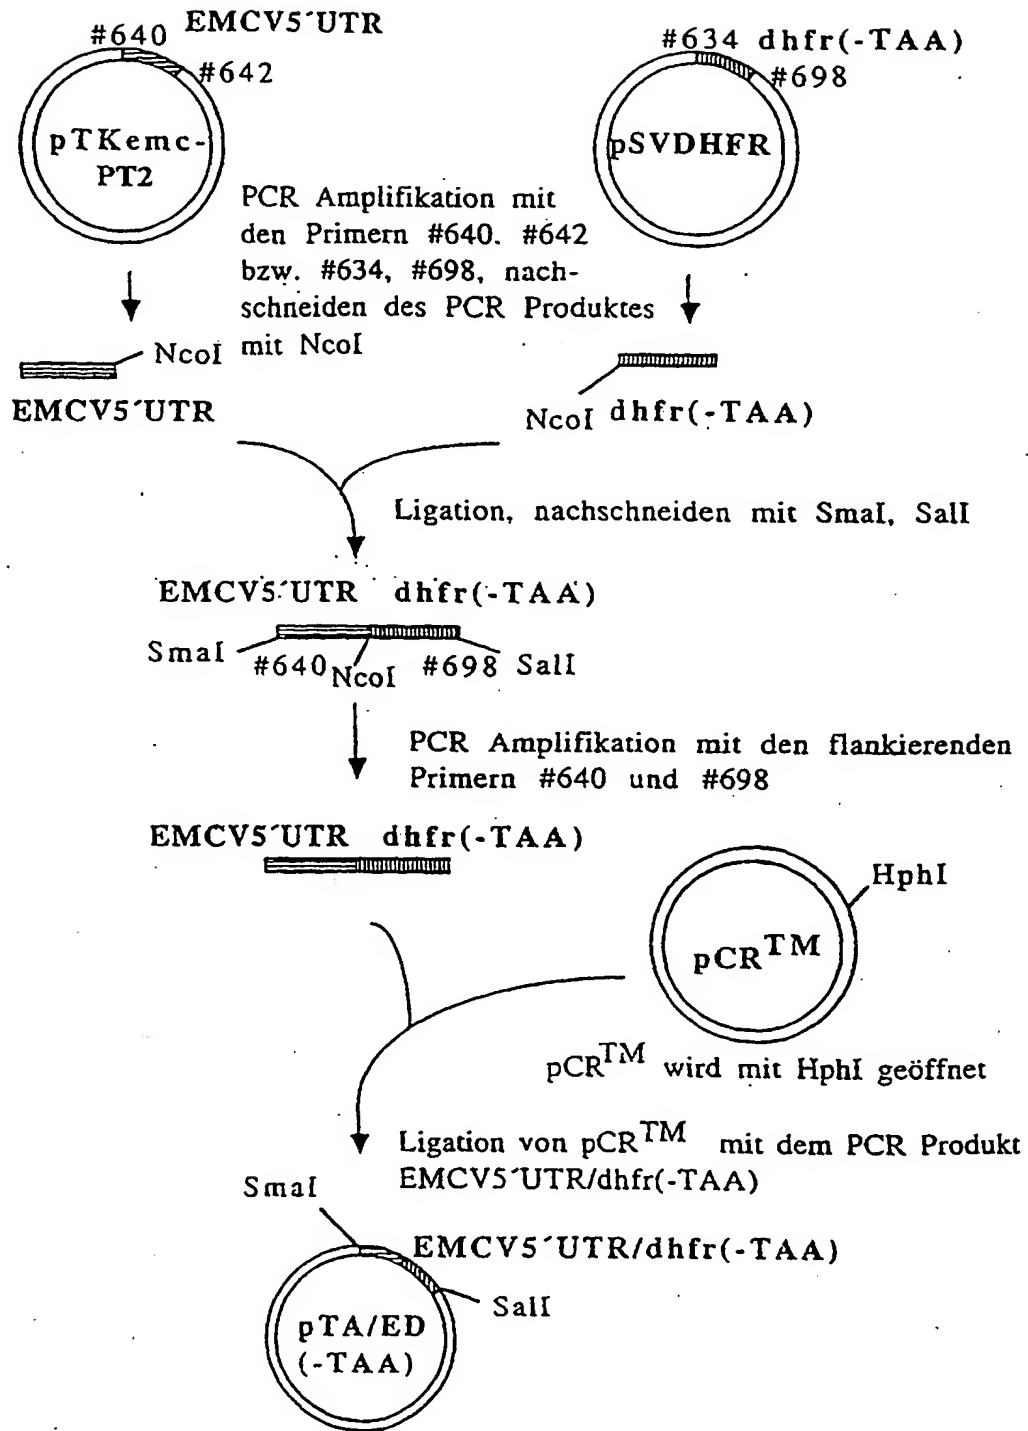 EMCV5´UTR
#640
#642
pTKemc-
PT2
#634 dhfr(-TAA)
#698
pSVDHFR
PCR Amplifikation mit
den Primern #640. #642
bzw. #634, #698, nach-
schneiden des PCR Produktes
mit NcoI
NcoI
EMCV5´UTR
NcoI dhfr(-TAA)
Ligation, nachschneiden mit SmaI, SalI
EMCV5´UTR dhfr(-TAA)
SmaI #640 NcoI #698 SalI
PCR Amplifikation mit den flankierenden
Primern #640 und #698
EMCV5´UTR dhfr(-TAA)
HphI
pCR™
pCR™ wird mit HphI geöffnet
Ligation von pCR™ mit dem PCR Produkt
EMCV5´UTR/dhfr(-TAA)
SmaI
EMCV5´UTR/dhfr(-TAA)
SalI
pTA/ED
(-TAA)